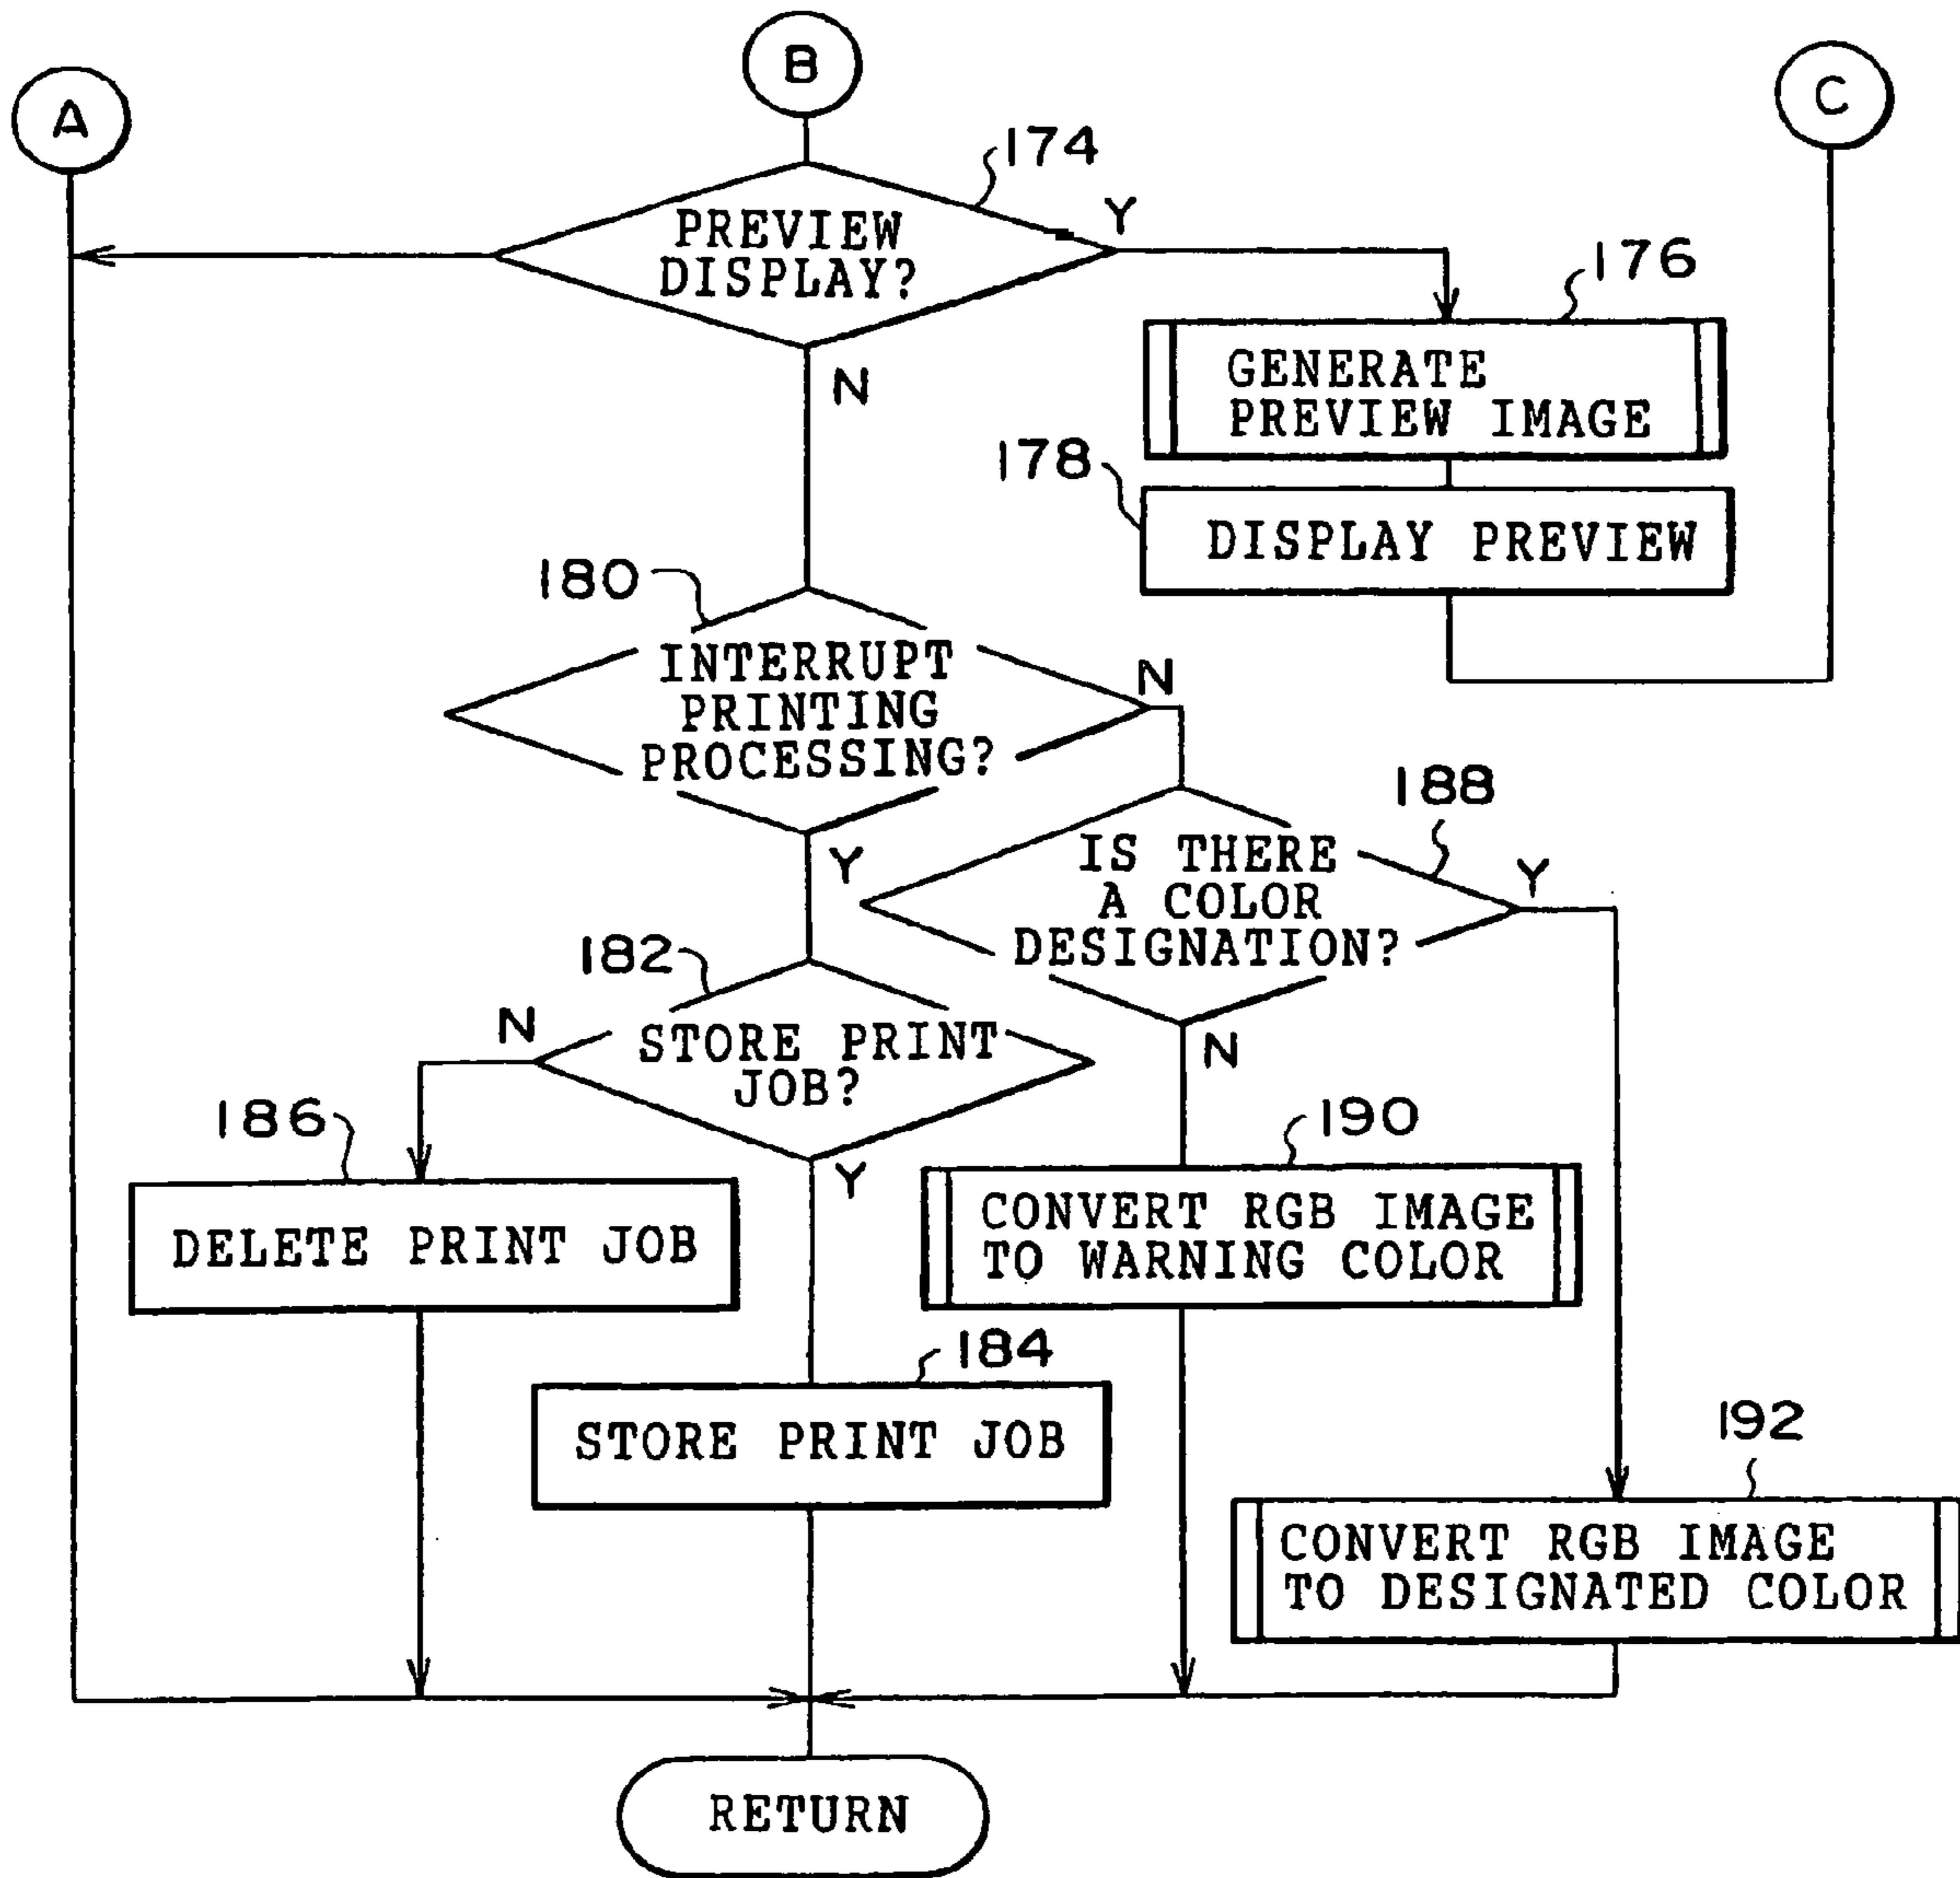 B
C
A
174
Y
PREVIEW
DISPLAY?
176
N
GENERATE
PREVIEW IMAGE
178
DISPLAY PREVIEW
180
INTERRUPT
PRINTING
PROCESSING?
N
188
Y
IS THERE
A COLOR
DESIGNATION?
Y
182
N
STORE PRINT
JOB?
N
186
190
Y
DELETE PRINT JOB
CONVERT RGB IMAGE
TO WARNING COLOR
184
STORE PRINT JOB
192
CONVERT RGB IMAGE
TO DESIGNATED COLOR
RETURN